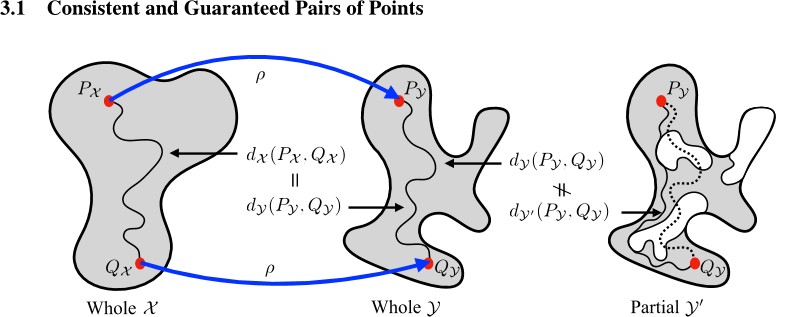 3.1 Consistent and Guaranteed Pairs of Points
P𝒳
ρ
P𝒴
P𝒴
d𝒳(P𝒳, Q𝒳)
=
d𝒴(P𝒴, Q𝒴)
d𝒴(P𝒴, Q𝒴)
≠
d𝒴′(P𝒴, Q𝒴)
Q𝒳
ρ
Q𝒴
Q𝒴
Whole 𝒳
Whole 𝒴
Partial 𝒴′